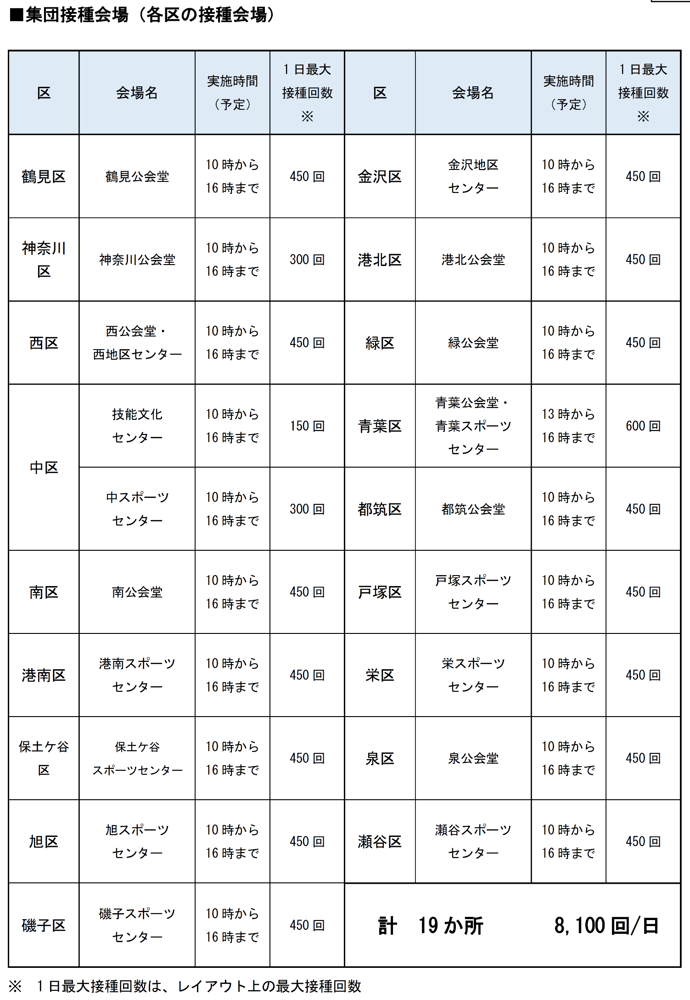 ■集団接種会場（各区の接種会場）
区
会場名
実施時間
（予定）
1日最大
接種回数
※
区
会場名
実施時間
（予定）
1日最大
接種回数
※
鶴見区
鶴見公会堂
10時から
16時まで
450回
金沢区
金沢地区
センター
10時から
16時まで
450回
神奈川
区
神奈川公会堂
10時から
16時まで
300回
港北区
港北公会堂
10時から
16時まで
450回
西区
西公会堂・
西地区センター
10時から
16時まで
450回
緑区
緑公会堂
10時から
16時まで
450回
中区
技能文化
センター
10時から
16時まで
150回
青葉区
青葉公会堂・
青葉スポーツ
センター
13時から
16時まで
600回
中スポーツ
センター
10時から
16時まで
300回
都筑区
都筑公会堂
10時から
16時まで
450回
南区
南公会堂
10時から
16時まで
450回
戸塚区
戸塚スポーツ
センター
10時から
16時まで
450回
港南区
港南スポーツ
センター
10時から
16時まで
450回
栄区
栄スポーツ
センター
10時から
16時まで
450回
保土ケ谷
区
保土ケ谷
スポーツセンター
10時から
16時まで
450回
泉区
泉公会堂
10時から
16時まで
450回
旭区
旭スポーツ
センター
10時から
16時まで
450回
瀬谷区
瀬谷スポーツ
センター
10時から
16時まで
450回
磯子区
磯子スポーツ
センター
10時から
16時まで
450回
計　19か所　8,100回/日
※　1日最大接種回数は、レイアウト上の最大接種回数